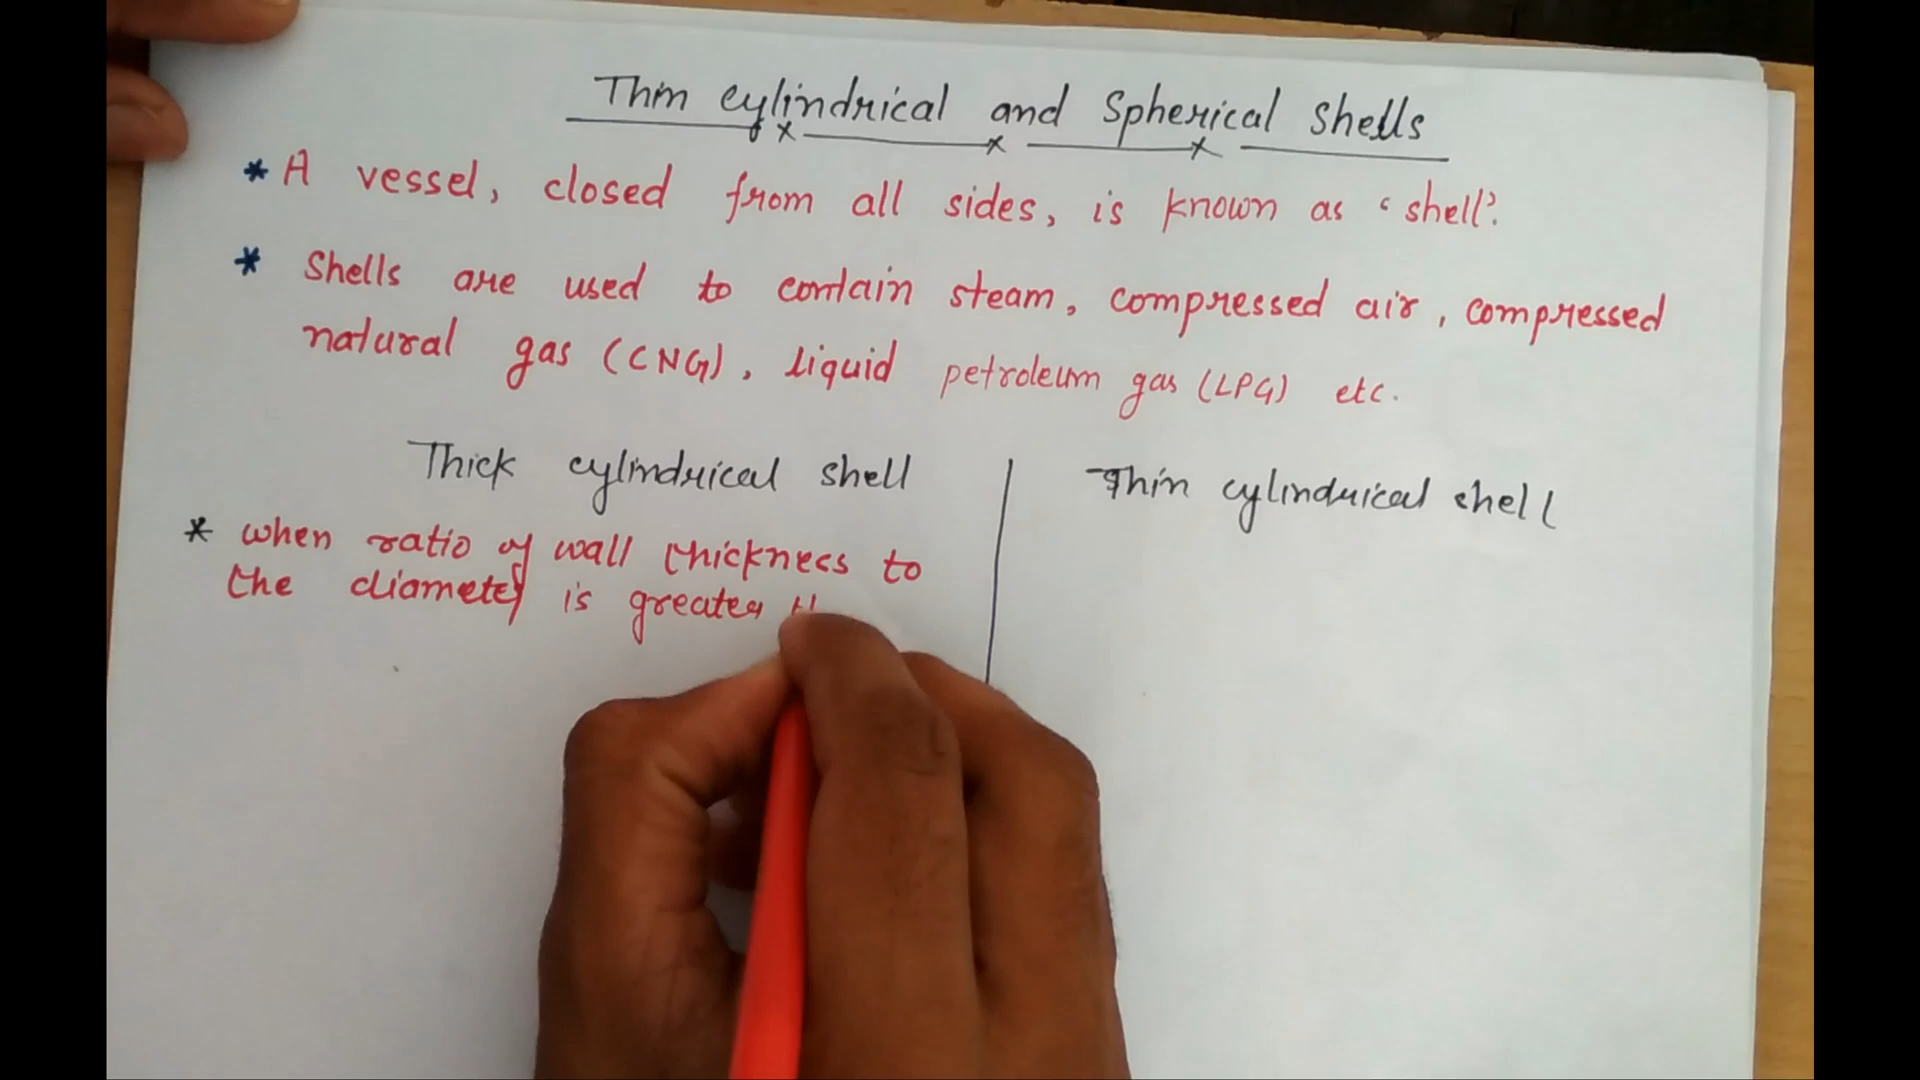 Thin cylindrical and Spherical Shells
* A vessel, closed from all sides, is known as ‘shell’.
* Shells are used to contain steam, compressed air, compressed
natural gas (CNG), liquid petroleum gas (LPG) etc.
Thick cylindrical shell
* when ratio of wall thickness to
the diameter is greater
Thin cylindrical shell